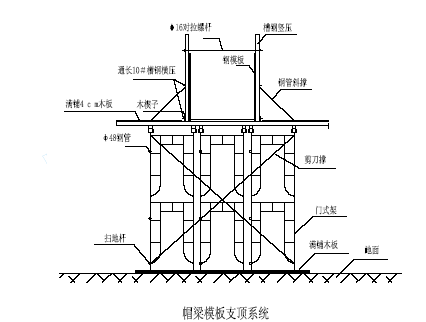 Φ16对拉螺杆
槽钢竖压
钢模板
通长10#槽钢横压
钢管斜撑
满铺4cm木板
木楔子
Φ48钢管
剪刀撑
门式架
扫地杆
满铺木板
地面
帽梁模板支顶系统